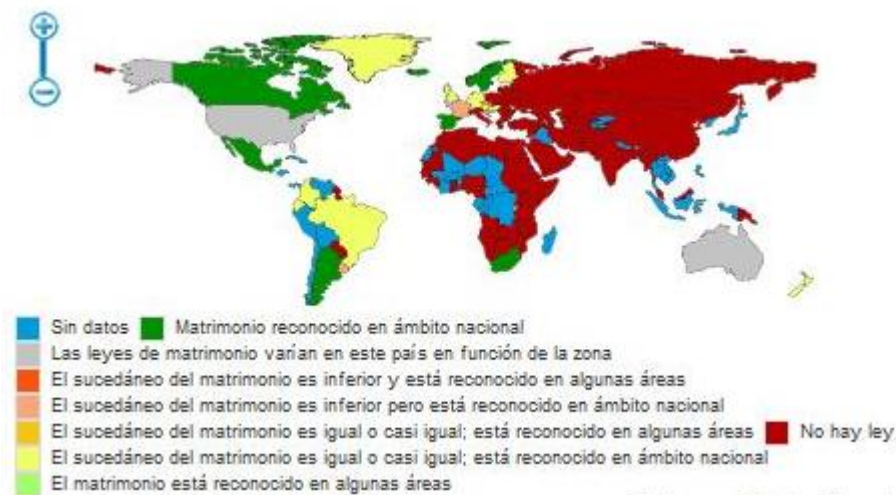 Sin datos Matrimonio reconocido en ámbito nacional
Las leyes de matrimonio varían en este país en función de la zona
El sucedáneo del matrimonio es inferior y está reconocido en algunas áreas
El sucedáneo del matrimonio es inferior pero está reconocido en ámbito nacional
El sucedáneo del matrimonio es igual o casi igual; está reconocido en algunas áreas No hay ley
El sucedáneo del matrimonio es igual o casi igual; está reconocido en ámbito nacional
El matrimonio está reconocido en algunas áreas